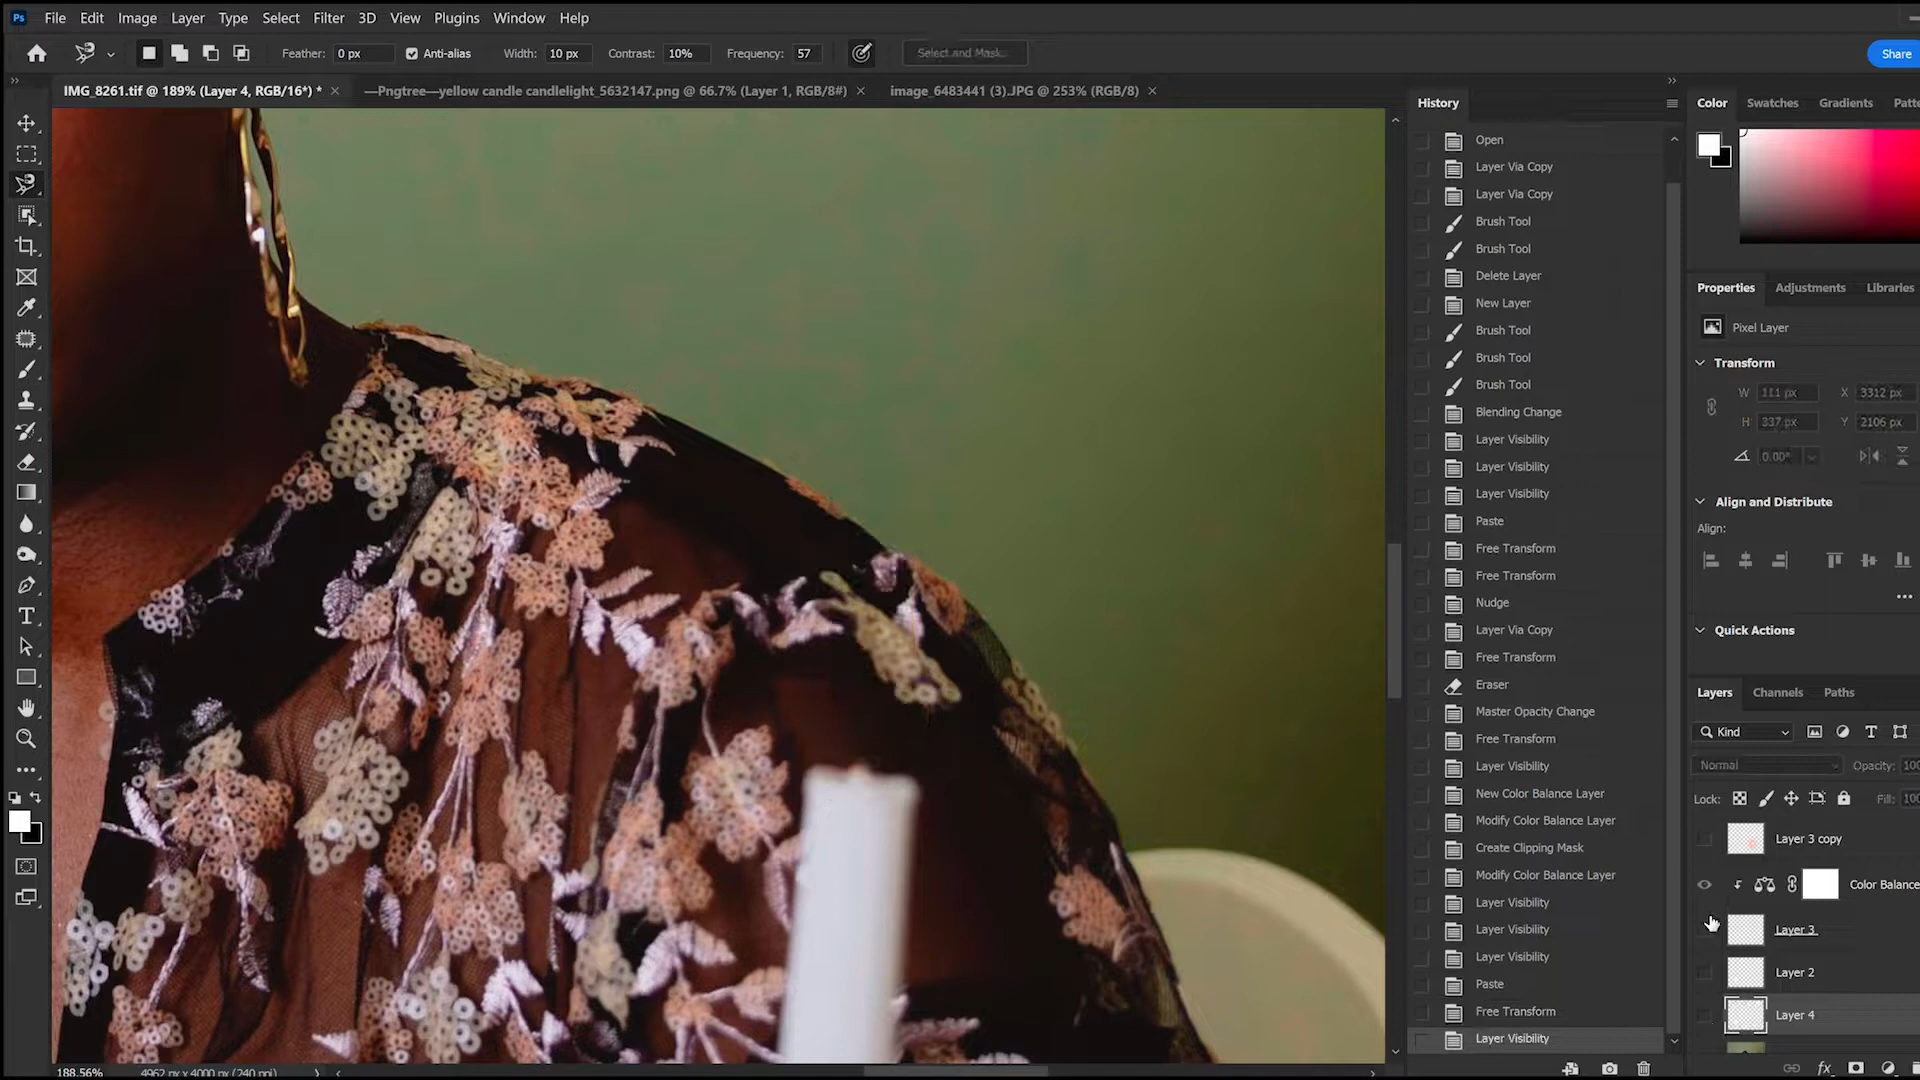 Ps File Edit Image Layer Type Select Filter 3D View Plugins Window Help
Feather: 0 px Anti-alias Width: 10 px Contrast: 10% Frequency: 57 Select and Mask... Share
IMG_8261.tif @ 189% (Layer 4, RGB/16*) * × —Pngtree—yellow candle candlelight_5632147.png @ 66.7% (Layer 1, RGB/8#) × image_6483441 (3).JPG @ 253% (RGB/8) ×
History
Open
Layer Via Copy
Layer Via Copy
Brush Tool
Brush Tool
Delete Layer
New Layer
Brush Tool
Brush Tool
Brush Tool
Blending Change
Layer Visibility
Layer Visibility
Layer Visibility
Paste
Free Transform
Free Transform
Nudge
Layer Via Copy
Free Transform
Eraser
Master Opacity Change
Free Transform
Layer Visibility
New Color Balance Layer
Modify Color Balance Layer
Create Clipping Mask
Modify Color Balance Layer
Layer Visibility
Layer Visibility
Layer Visibility
Paste
Free Transform
Layer Visibility
Color Swatches Gradients Patte
Properties Adjustments Libraries
Pixel Layer
Transform
W 111 px X 3312 px
H 337 px Y 2106 px
0.00°
Align and Distribute
Align:
Quick Actions
Layers Channels Paths
Kind
Normal Opacity: 100
Lock: Fill: 100
Layer 3 copy
Color Balance
Layer 3
Layer 2
Layer 4
fx
188.56% 4962 px x 4000 px (240 ppi)